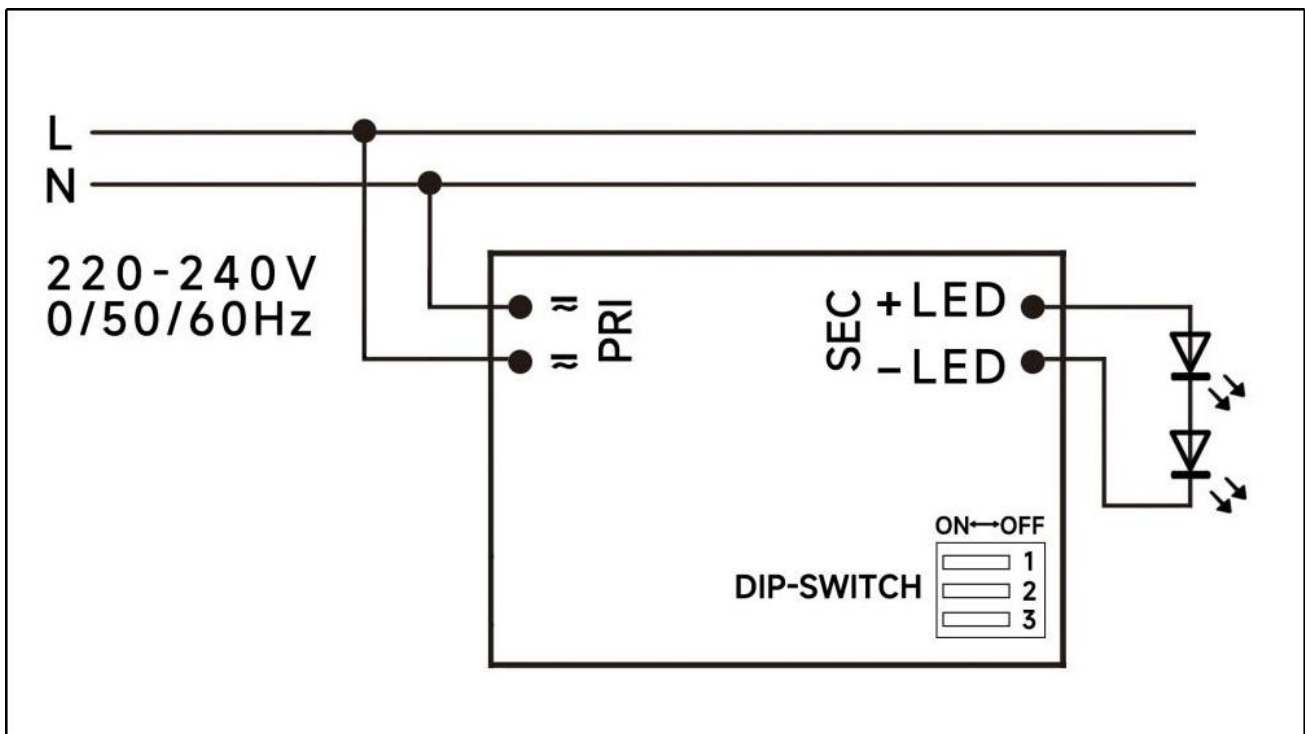 L
N
220-240V
0/50/60Hz
PRI
SEC
+LED
-LED
ON↔OFF
DIP-SWITCH
1
2
3